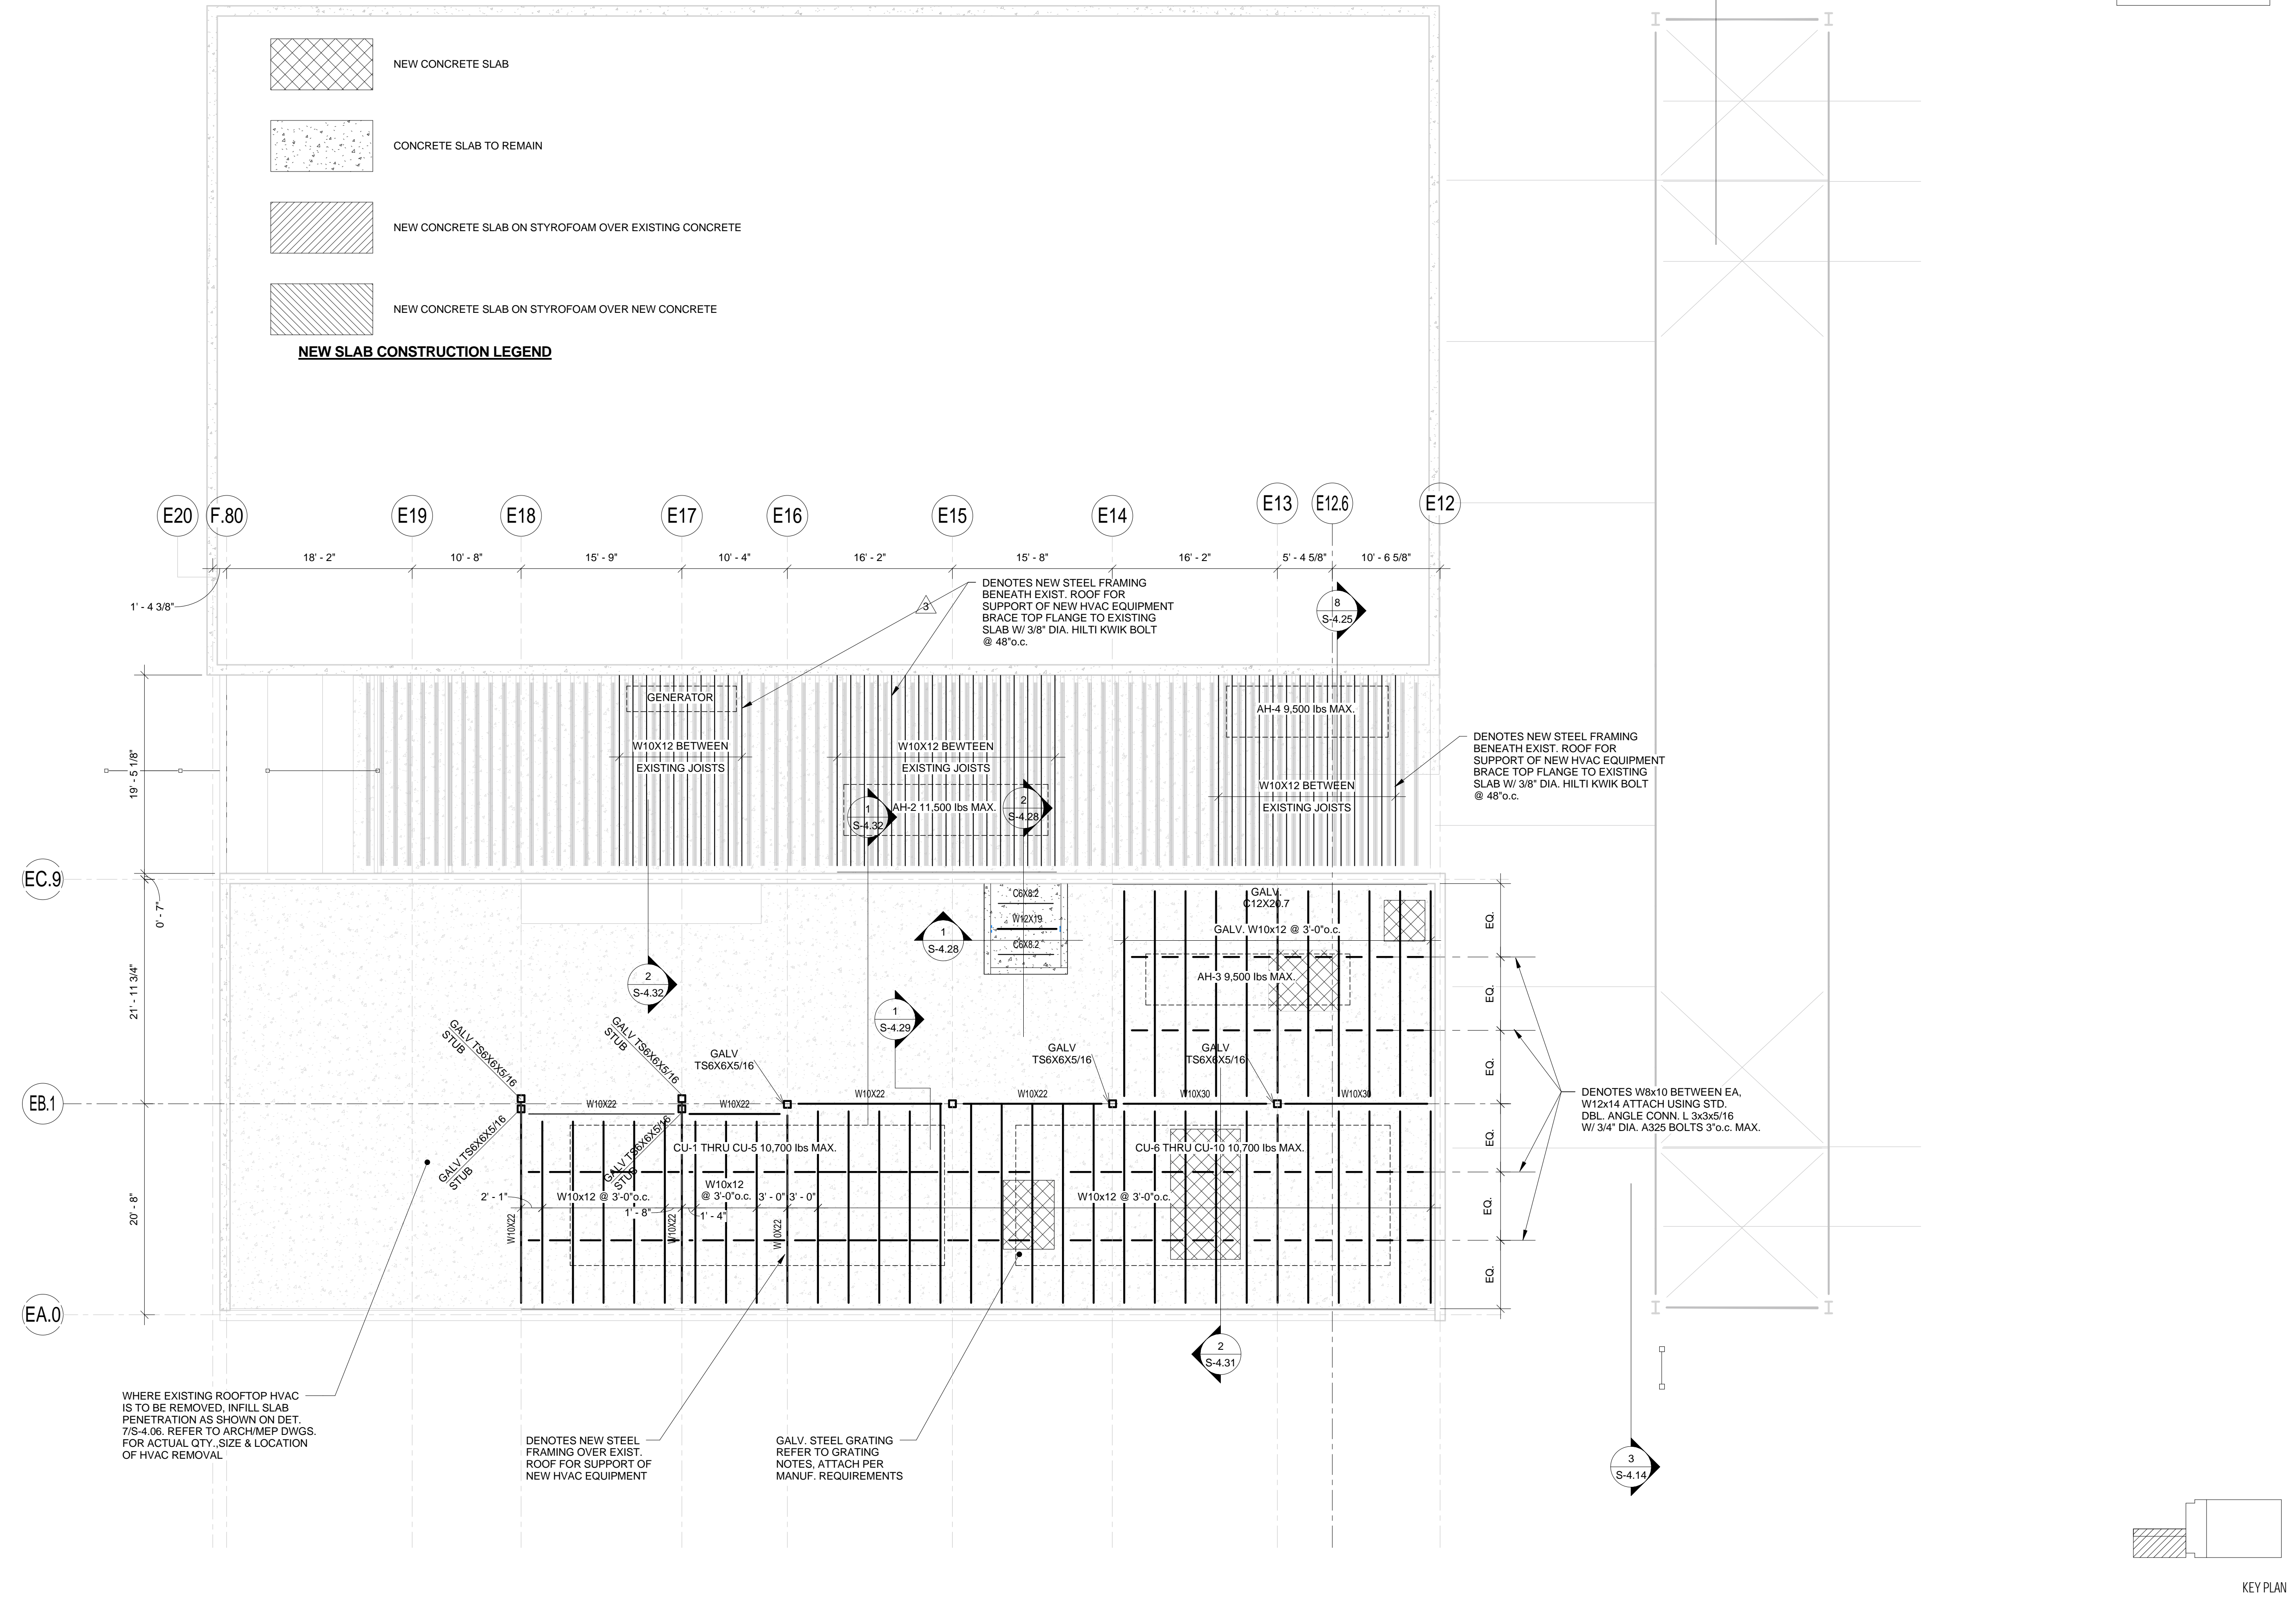 NEW CONCRETE SLAB
CONCRETE SLAB TO REMAIN
NEW CONCRETE SLAB ON STYROFOAM OVER EXISTING CONCRETE
NEW CONCRETE SLAB ON STYROFOAM OVER NEW CONCRETE
NEW SLAB CONSTRUCTION LEGEND
E20
F.80
E19
E18
E17
E16
E15
E14
E13
E12.6
E12
18' - 2"
10' - 8"
15' - 9"
10' - 4"
16' - 2"
15' - 8"
16' - 2"
5' - 4 5/8"
10' - 6 5/8"
1' - 4 3/8"
3
DENOTES NEW STEEL FRAMING
BENEATH EXIST. ROOF FOR
SUPPORT OF NEW HVAC EQUIPMENT
BRACE TOP FLANGE TO EXISTING
SLAB W/ 3/8" DIA. HILTI KWIK BOLT
@ 48"o.c.
8
S-4.25
GENERATOR
AH-4 9,500 lbs MAX.
W10X12 BETWEEN
EXISTING JOISTS
W10X12 BEWTEEN
EXISTING JOISTS
W10X12 BETWEEN
EXISTING JOISTS
DENOTES NEW STEEL FRAMING
BENEATH EXIST. ROOF FOR
SUPPORT OF NEW HVAC EQUIPMENT
BRACE TOP FLANGE TO EXISTING
SLAB W/ 3/8" DIA. HILTI KWIK BOLT
@ 48"o.c.
19' - 5 1/8"
AH-2 11,500 lbs MAX.
1
S-4.32
2
S-4.28
EC.9
0' - 7"
C6X8.2
W12X19
C6X8.2
GALV.
C12X20.7
GALV. W10x12 @ 3'-0"o.c.
1
S-4.28
AH-3 9,500 lbs MAX.
2
S-4.32
1
S-4.29
21' - 11 3/4"
EQ.
EQ.
EQ.
EQ.
EQ.
EQ.
GALV TS6X6X5/16
STUB
GALV TS6X6X5/16
STUB
GALV
TS6X6X5/16
GALV
TS6X6X5/16
GALV
TS6X6X5/16
EB.1
W10X22
W10X22
W10X22
W10X22
W10X30
W10X30
DENOTES W8x10 BETWEEN EA,
W12x14 ATTACH USING STD.
DBL. ANGLE CONN. L 3x3x5/16
W/ 3/4" DIA. A325 BOLTS 3"o.c. MAX.
GALV TS6X6X5/16
STUB
GALV TS6X6X5/16
STUB
CU-1 THRU CU-5 10,700 lbs MAX.
CU-6 THRU CU-10 10,700 lbs MAX.
2' - 1"
W10x12 @ 3'-0"o.c.
W10x12
@ 3'-0"o.c.
3' - 0"
3' - 0"
W10x12 @ 3'-0"o.c.
1' - 8"
1' - 4"
W10X22
W10X22
W10X22
20' - 8"
EA.0
2
S-4.31
WHERE EXISTING ROOFTOP HVAC
IS TO BE REMOVED, INFILL SLAB
PENETRATION AS SHOWN ON DET.
7/S-4.06. REFER TO ARCH/MEP DWGS.
FOR ACTUAL QTY.,SIZE & LOCATION
OF HVAC REMOVAL
DENOTES NEW STEEL
FRAMING OVER EXIST.
ROOF FOR SUPPORT OF
NEW HVAC EQUIPMENT
GALV. STEEL GRATING
REFER TO GRATING
NOTES, ATTACH PER
MANUF. REQUIREMENTS
3
S-4.14
KEY PLAN